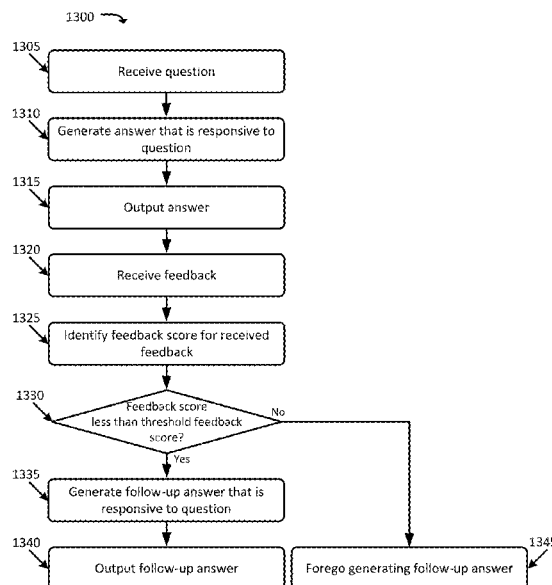 1300
1305
Receive question
1310
Generate answer that is responsive to
question
1315
Output answer
1320
Receive feedback
1325
Identify feedback score for received
feedback
1330
Feedback score
less than threshold feedback
score?
No
Yes
1335
Generate follow-up answer that is
responsive to question
1340
Output follow-up answer
1345
Forego generating follow-up answer